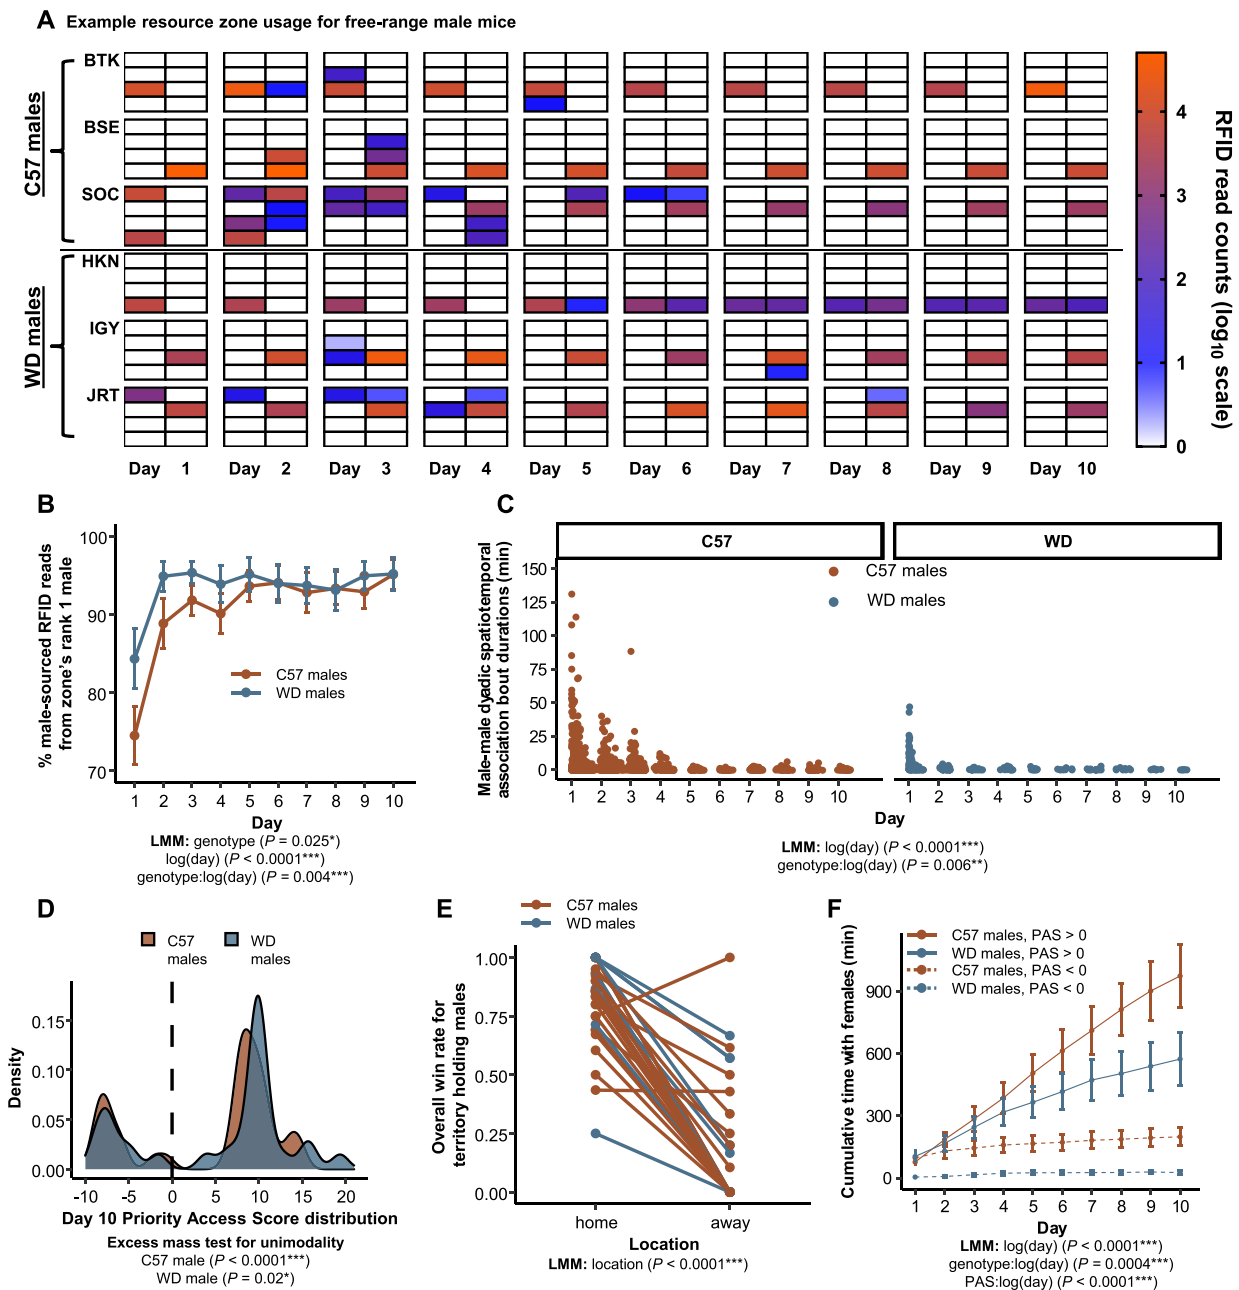 A Example resource zone usage for free-range male mice
C57 males
WD males
BTK
BSE
SOC
HKN
IGY
JRT
Day 1
Day 2
Day 3
Day 4
Day 5
Day 6
Day 7
Day 8
Day 9
Day 10
4
3
2
1
0
RFID read counts (log10 scale)
B
% male-sourced RFID reads
from zone's rank 1 male
100
90
80
70
C57 males
WD males
1 2 3 4 5 6 7 8 9 10
Day
LMM: genotype (P = 0.025*)
log(day) (P < 0.0001***)
genotype:log(day) (P = 0.004***)
C
C57
WD
Male-male dyadic spatiotemporal
association bout durations (min)
150
125
100
75
50
25
0
C57 males
WD males
1 2 3 4 5 6 7 8 9 10
1 2 3 4 5 6 7 8 9 10
Day
LMM: log(day) (P < 0.0001***)
genotype:log(day) (P = 0.006**)
D
C57
males
WD
males
Density
0.15
0.10
0.05
0.00
-10 -5 0 5 10 15 20
Day 10 Priority Access Score distribution
Excess mass test for unimodality
C57 male (P < 0.0001***)
WD male (P = 0.02*)
E
C57 males
WD males
Overall win rate for
territory holding males
1.00
0.75
0.50
0.25
0.00
home away
Location
LMM: location (P < 0.0001***)
F
C57 males, PAS > 0
WD males, PAS > 0
C57 males, PAS < 0
WD males, PAS < 0
Cumulative time with females (min)
900
600
300
0
1 2 3 4 5 6 7 8 9 10
Day
LMM: log(day) (P < 0.0001***)
genotype:log(day) (P = 0.0004***)
PAS:log(day) (P < 0.0001***)